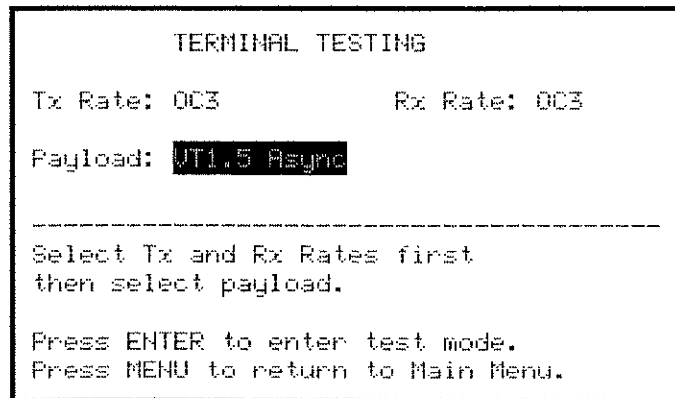 TERMINAL TESTING
Tx Rate: OC3 Rx Rate: OC3
Payload: VT1.5 Async
Select Tx and Rx Rates first
then select payload.
Press ENTER to enter test mode.
Press MENU to return to Main Menu.